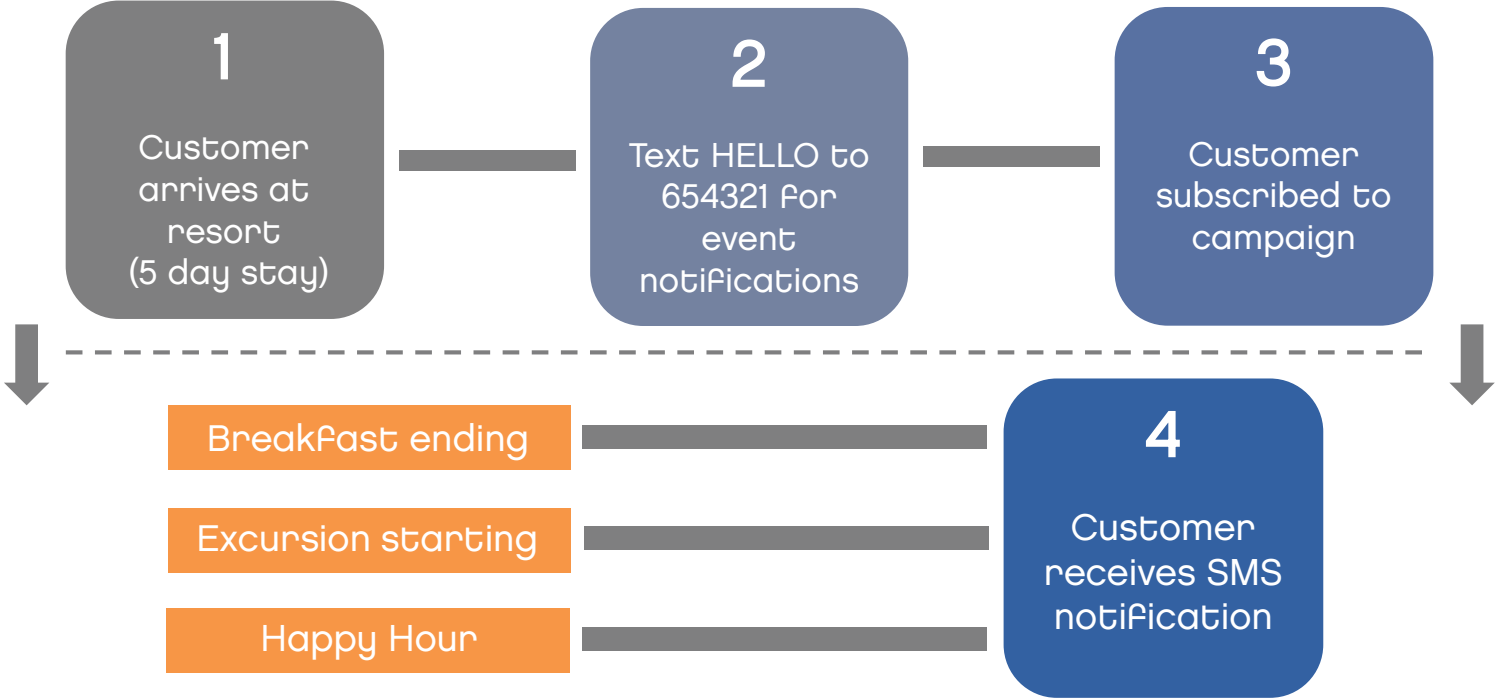 1
Customer
arrives at
resort
(5 day stay)
2
Text HELLO to
654321 for
event
notifications
3
Customer
subscribed to
campaign
Breakfast ending
Excursion starting
Happy Hour
4
Customer
receives SMS
notification